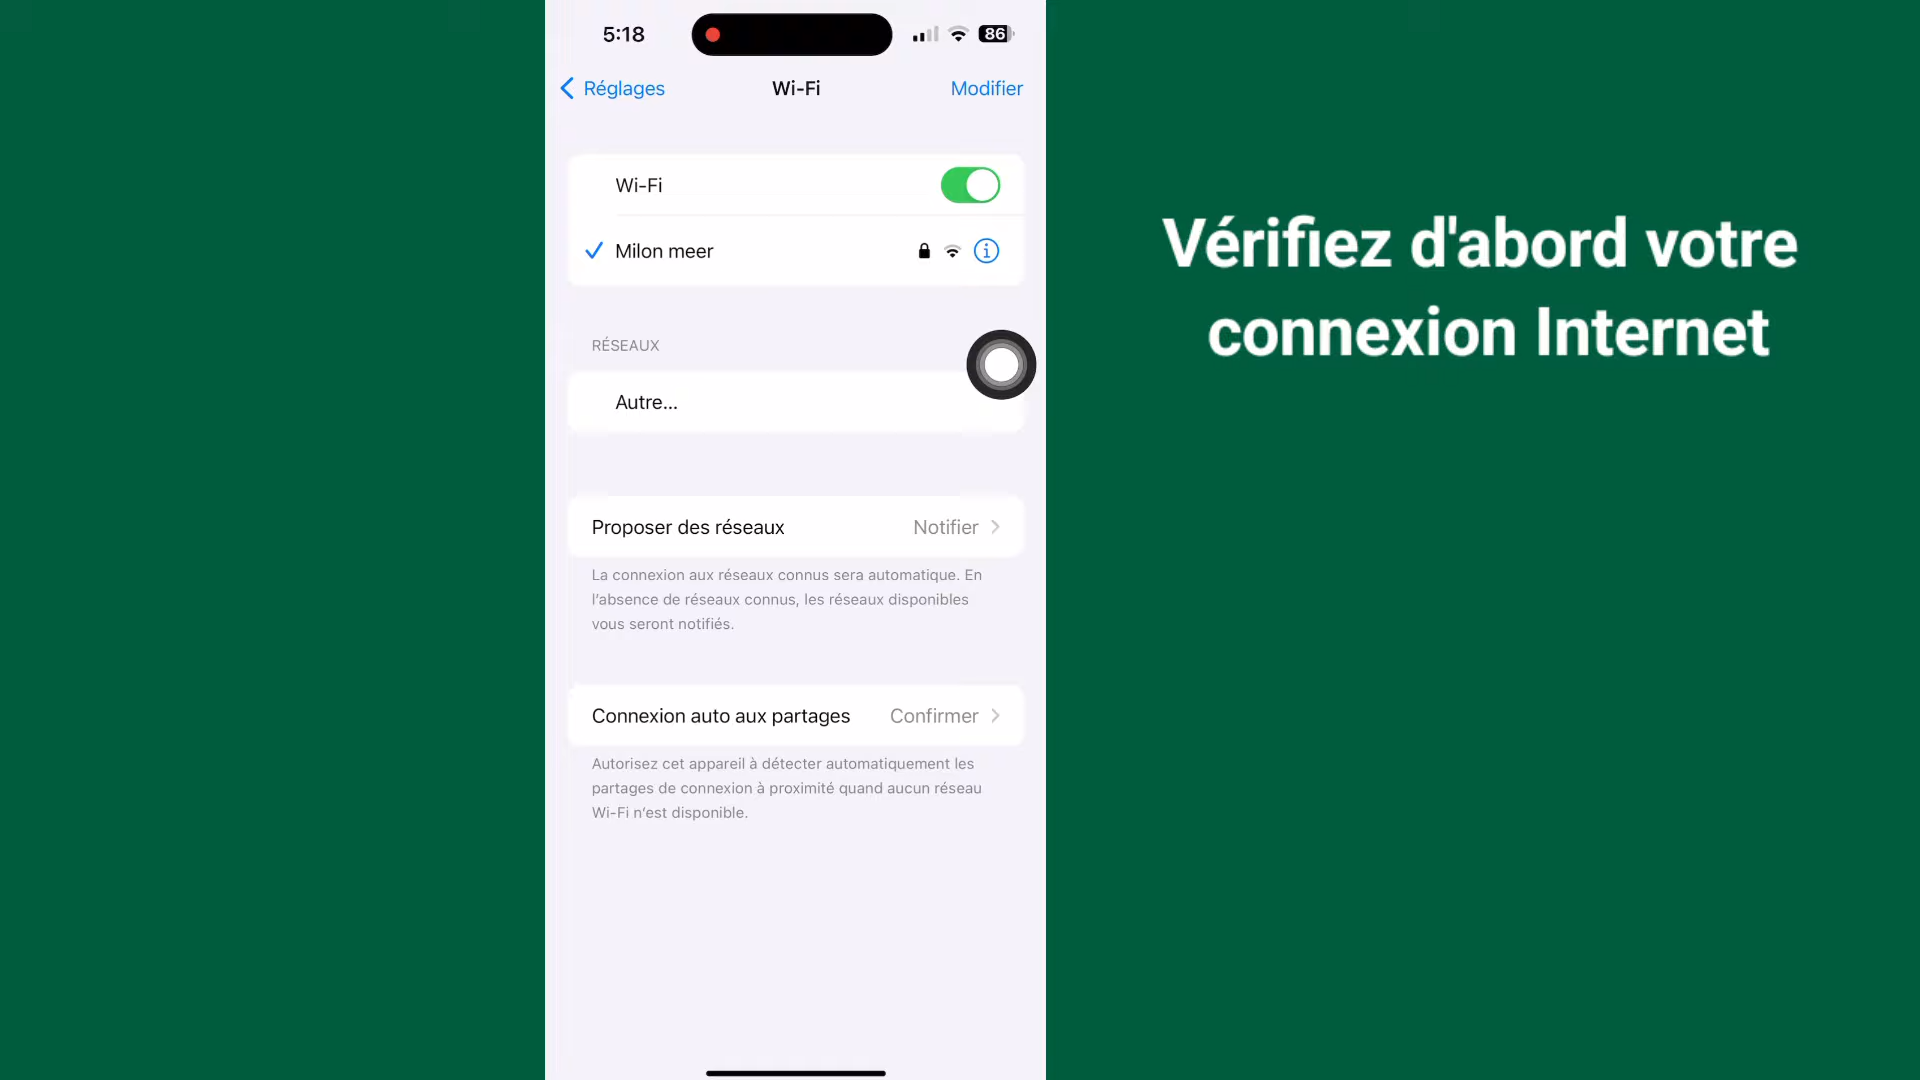 5:18
86
Réglages
Wi-Fi
Modifier
Wi-Fi
Milon meer
RÉSEAUX
Autre...
Proposer des réseaux
Notifier
La connexion aux réseaux connus sera automatique. En
l'absence de réseaux connus, les réseaux disponibles
vous seront notifiés.
Connexion auto aux partages
Confirmer
Autorisez cet appareil à détecter automatiquement les
partages de connexion à proximité quand aucun réseau
Wi-Fi n'est disponible.
Vérifiez d'abord votre
connexion Internet